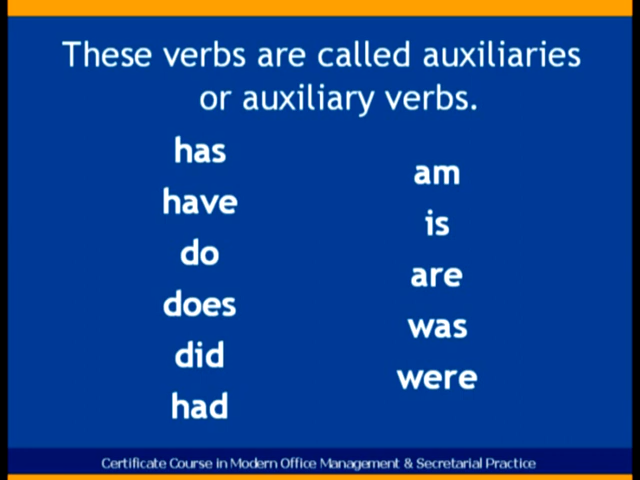 These verbs are called auxiliaries
or auxiliary verbs.
has
have
do
does
did
had
am
is
are
was
were
Certificate Course in Modern Office Management & Secretarial Practice